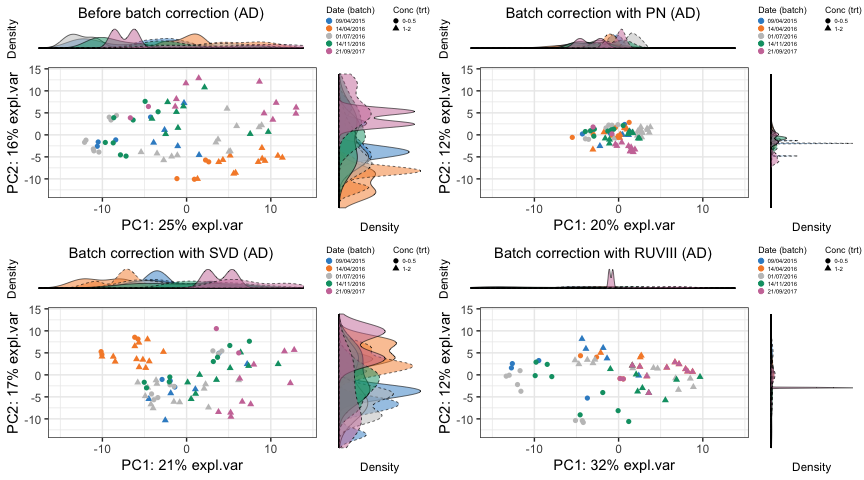 Before batch correction (AD)
Density
Date (batch)
09/04/2015
14/04/2016
01/07/2016
14/11/2016
21/09/2017
Conc (trt)
0-0.5
1-2
PC2: 16% expl.var
15
10
5
0
-5
-10
-10
0
10
PC1: 25% expl.var
Density
Batch correction with PN (AD)
Density
Date (batch)
09/04/2015
14/04/2016
01/07/2016
14/11/2016
21/09/2017
Conc (trt)
0-0.5
1-2
PC2: 12% expl.var
15
10
5
0
-5
-10
-10
0
10
PC1: 20% expl.var
Density
Batch correction with SVD (AD)
Density
Date (batch)
09/04/2015
14/04/2016
01/07/2016
14/11/2016
21/09/2017
Conc (trt)
0-0.5
1-2
PC2: 17% expl.var
15
10
5
0
-5
-10
-10
0
10
PC1: 21% expl.var
Density
Batch correction with RUVIII (AD)
Density
Date (batch)
09/04/2015
14/04/2016
01/07/2016
14/11/2016
21/09/2017
Conc (trt)
0-0.5
1-2
PC2: 12% expl.var
15
10
5
0
-5
-10
-10
0
10
PC1: 32% expl.var
Density